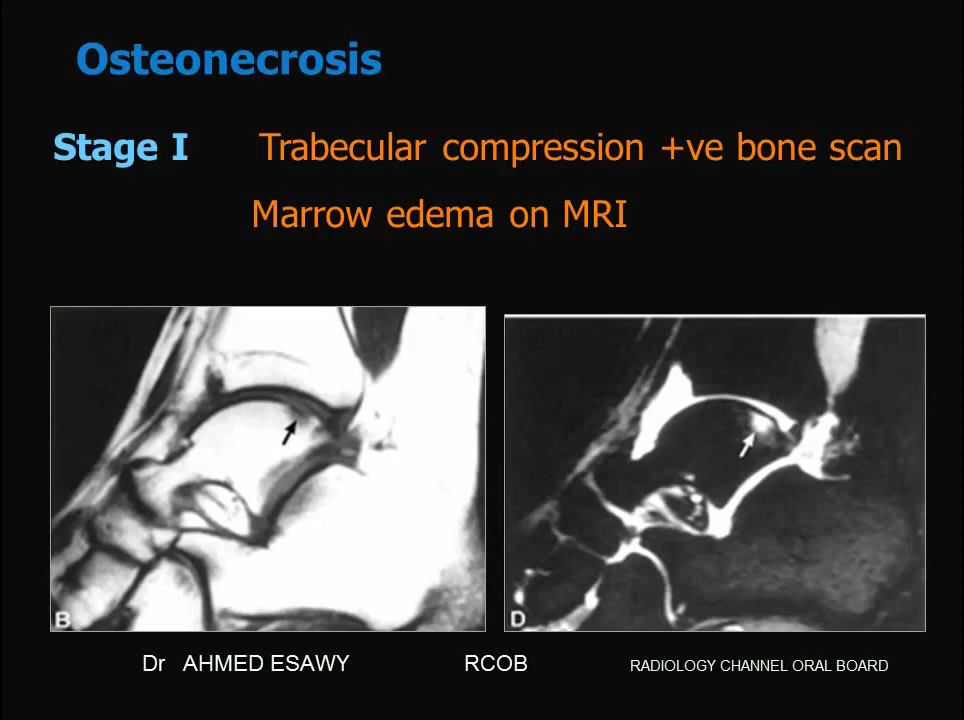 Osteonecrosis
Stage I Trabecular compression +ve bone scan
Marrow edema on MRI
B
D
Dr AHMED ESAWY RCOB RADIOLOGY CHANNEL ORAL BOARD